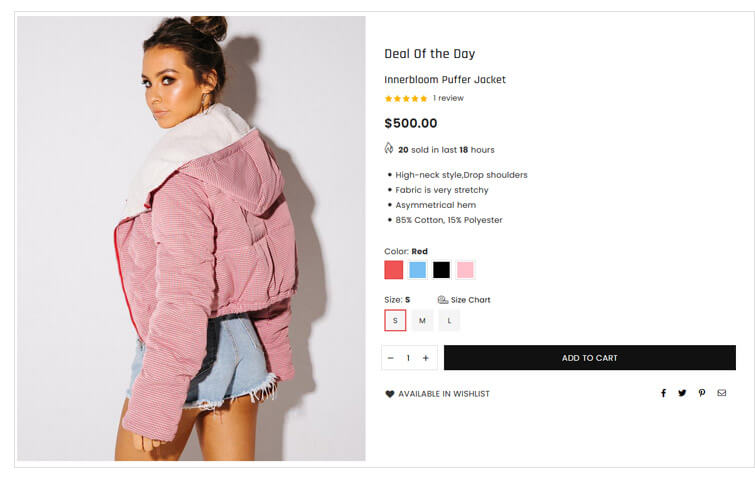 Deal Of the Day
Innerbloom Puffer Jacket
1 review
$500.00
20 sold in last 18 hours
High-neck style,Drop shoulders
Fabric is very stretchy
Asymmetrical hem
85% Cotton, 15% Polyester
Color: Red
Size: S Size Chart
S M L
− 1 + ADD TO CART
AVAILABLE IN WISHLIST